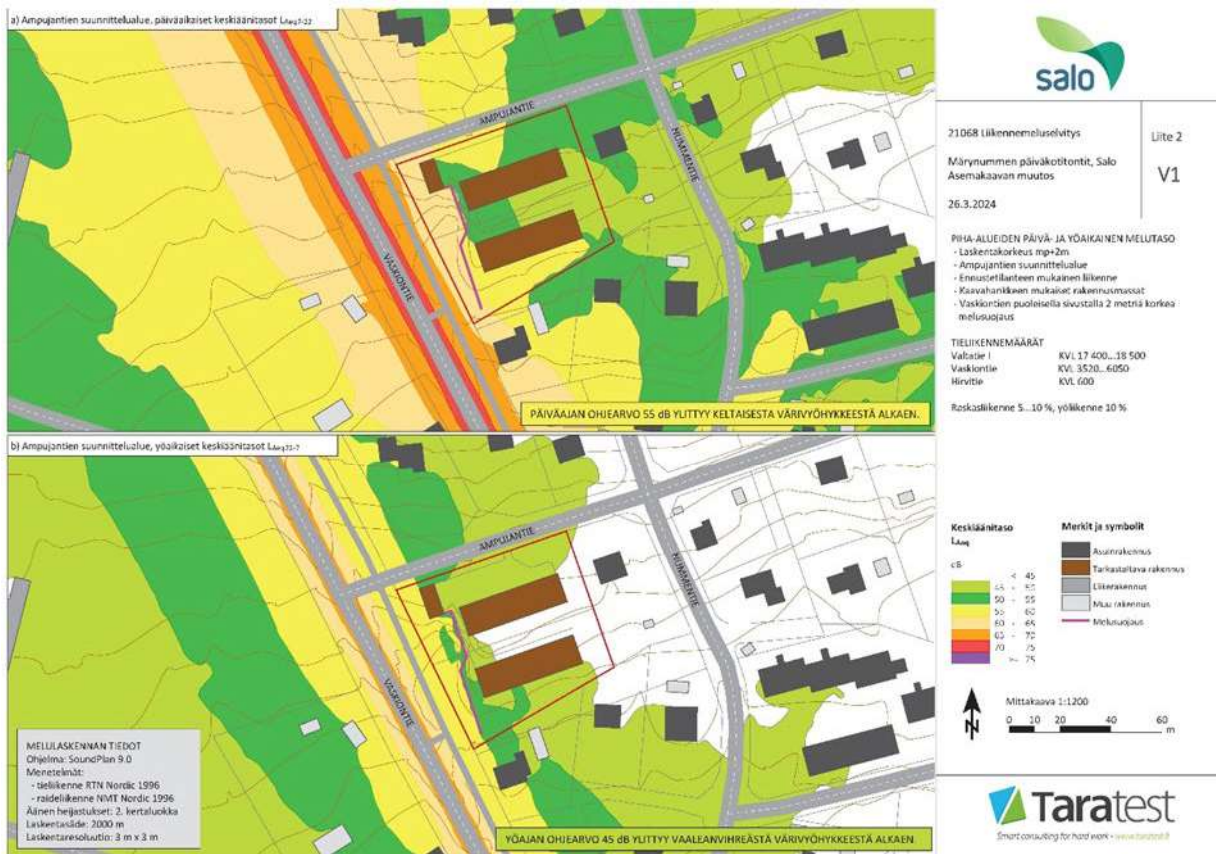 a) Ampujantien suunnittelualue, päiväaikaiset keskiäänitasot LAeq7-22
AMPUJANTIE
NUMMENTIE
VASKIONTIE
PÄIVÄAJAN OHJEARVO 55 dB YLITTYY KELTAISESTA VÄRIVYÖHYKKEESTÄ ALKAEN.
b) Ampujantien suunnittelualue, yöaikaiset keskiäänitasot LAeq22-7
AMPUJANTIE
NUMMENTIE
VASKIONTIE
MELULASKENNAN TIEDOT
Ohjelma: SoundPlan 9.0
Menetelmät:
- tieliikenne RTN Nordic 1996
- raideliikenne NMT Nordic 1996
Äänen heijastukset: 2. kertaluokka
Laskentasäde: 2000 m
Laskentaresoluutio: 3 m x 3 m
YÖAJAN OHJEARVO 45 dB YLITTYY VAALEANVIHREÄSTÄ VÄRIVYÖHYKKEESTÄ ALKAEN
salo
21068 Liikennemeluselvitys
Liite 2
Märynummen päiväkotitontit, Salo
Asemakaavan muutos
V1
26.3.2024
PIHA-ALUEIDEN PÄIVÄ- JA YÖAIKAINEN MELUTASO
- Laskentakorkeus mp+2m
- Ampujantien suunnittelualue
- Ennustetilanteen mukainen liikenne
- Kaavahankkeen mukaiset rakennusmassat
- Vaskiontien puoleisella sivustalla 2 metriä korkea
melusuojaus
TIELIIKENNEMÄÄRÄT
Valtatie 1 KVL 17 400...18 500
Vaskiontie KVL 3520...6050
Hirvitie KVL 600
Raskasliikenne 5...10 %, yöliikenne 10 %
Keskiäänitaso
LAeq
dB
< 45
45 - 50
50 - 55
55 - 60
60 - 65
65 - 70
70 - 75
>= 75
Merkit ja symbolit
Asuinrakennus
Tarkasteltava rakennus
Liikerakennus
Muu rakennus
Melusuojaus
N
Mittakaava 1:1200
0 10 20 40 60
m
Taratest
Smart consulting for hard work • www.taratest.fi